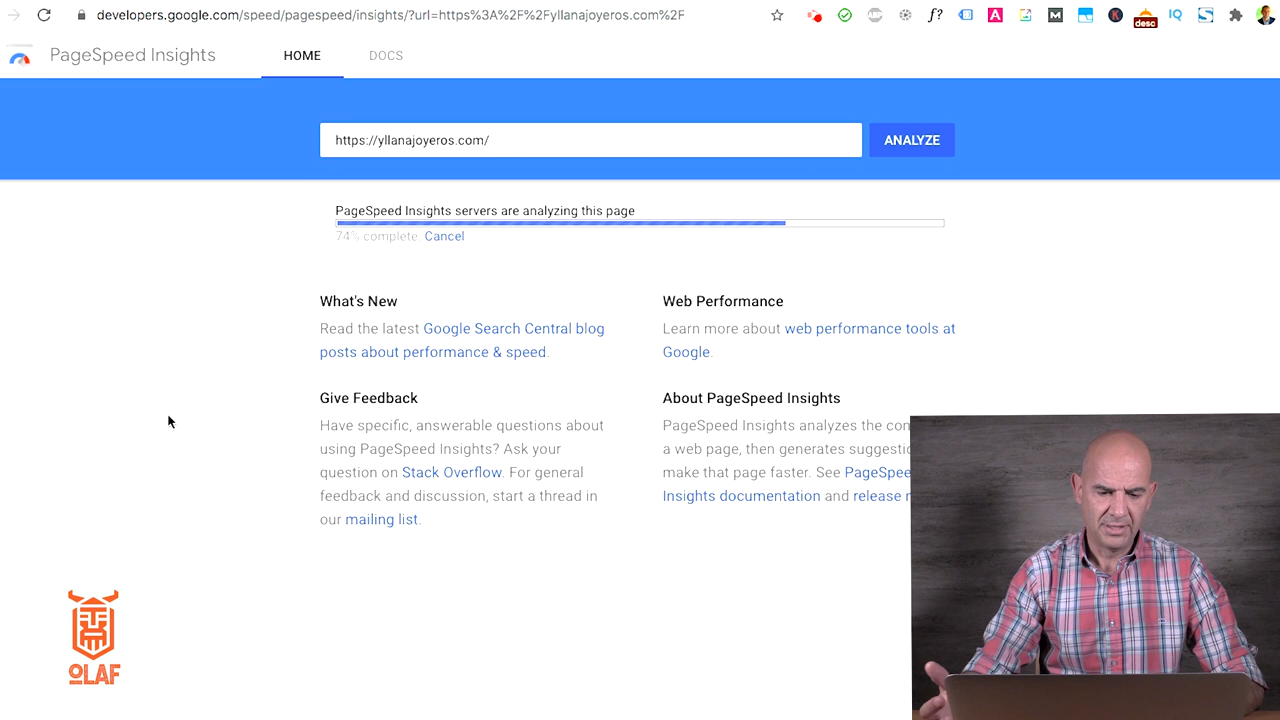 developers.google.com/speed/pagespeed/insights/?url=https%3A%2F%2Fyllanajoyeros.com%2F
f?
A
M
K
desc
IQ
S
PageSpeed Insights
HOME
DOCS
https://yllanajoyeros.com/
ANALYZE
PageSpeed Insights servers are analyzing this page
74% complete Cancel
What's New
Read the latest Google Search Central blog
posts about performance & speed.
Web Performance
Learn more about web performance tools at
Google.
Give Feedback
Have specific, answerable questions about
using PageSpeed Insights? Ask your
question on Stack Overflow. For general
feedback and discussion, start a thread in
our mailing list.
About PageSpeed Insights
PageSpeed Insights analyzes the con
a web page, then generates suggestio
make that page faster. See PageSpee
Insights documentation and release
OLAF